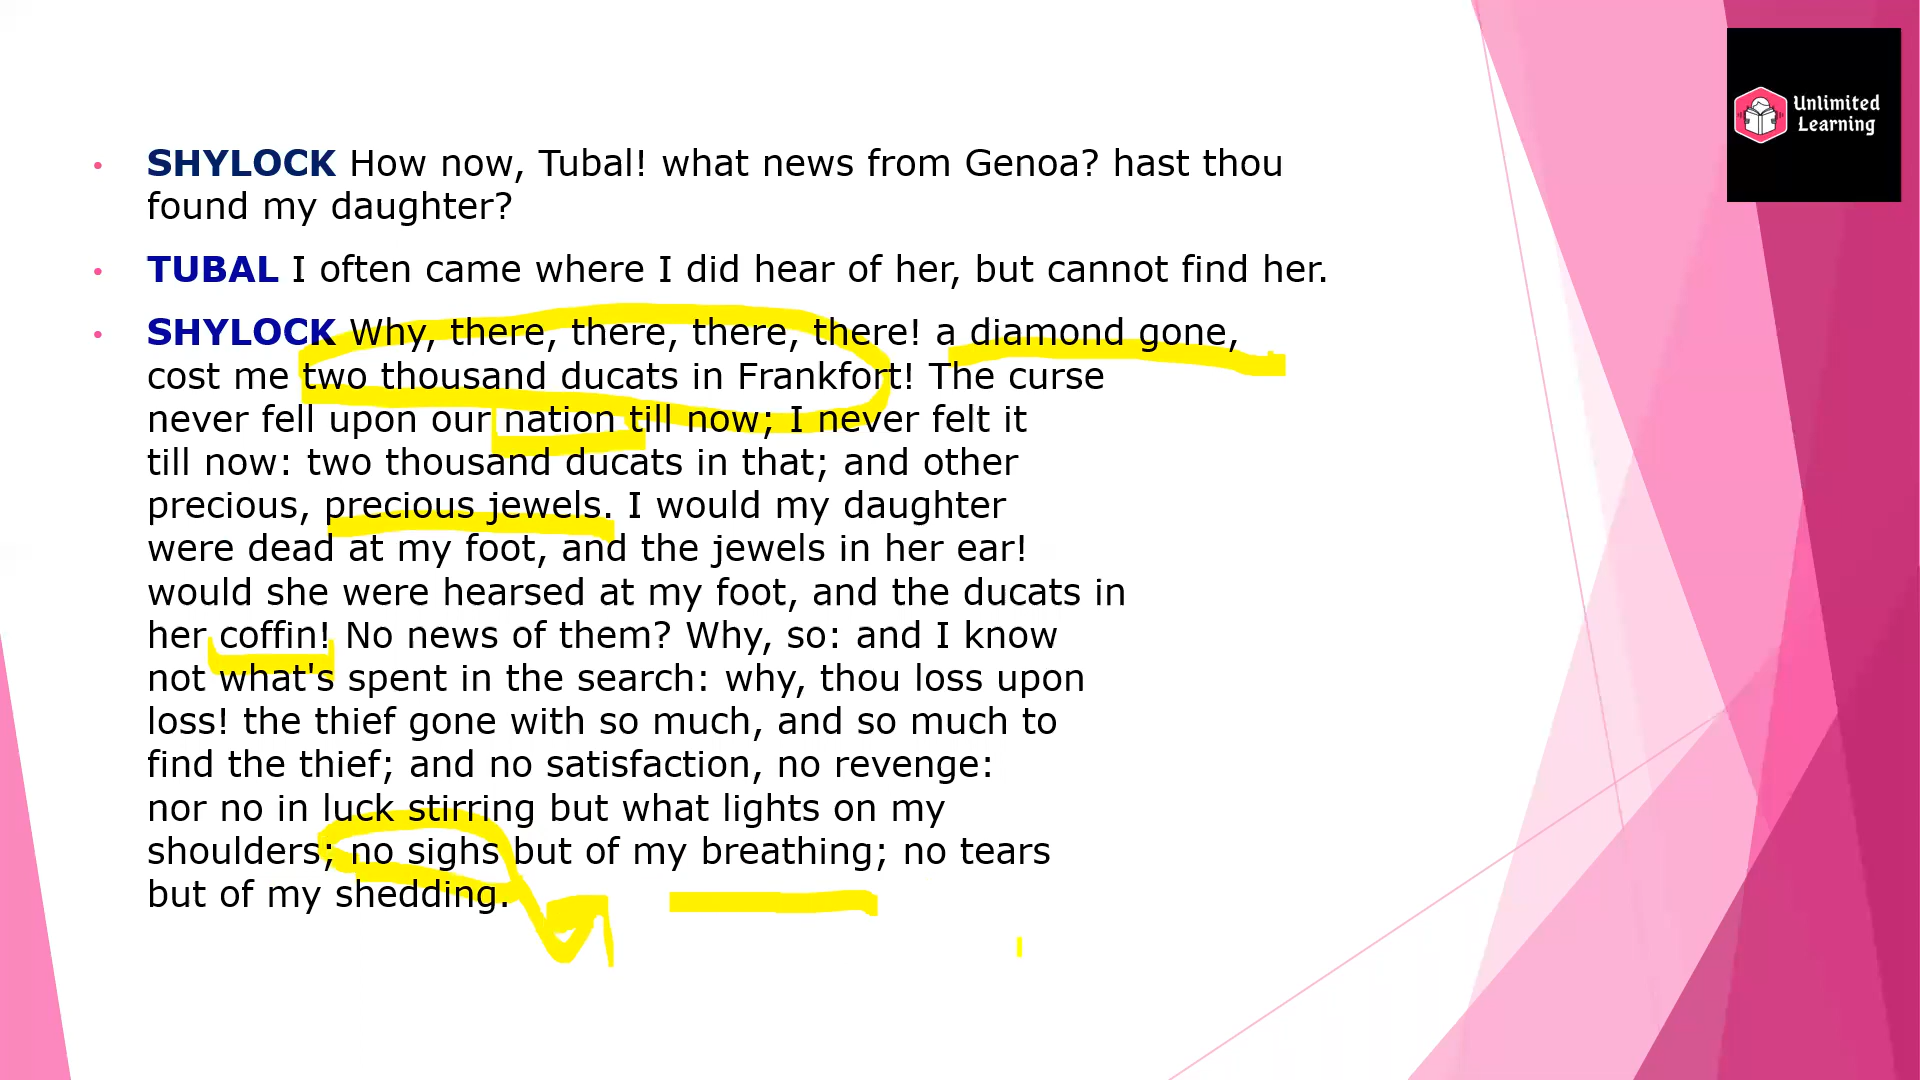 Unlimited
Learning
• SHYLOCK How now, Tubal! what news from Genoa? hast thou
found my daughter?
• TUBAL I often came where I did hear of her, but cannot find her.
• SHYLOCK Why, there, there, there, there! a diamond gone,
cost me two thousand ducats in Frankfort! The curse
never fell upon our nation till now; I never felt it
till now: two thousand ducats in that; and other
precious, precious jewels. I would my daughter
were dead at my foot, and the jewels in her ear!
would she were hearsed at my foot, and the ducats in
her coffin! No news of them? Why, so: and I know
not what's spent in the search: why, thou loss upon
loss! the thief gone with so much, and so much to
find the thief; and no satisfaction, no revenge:
nor no in luck stirring but what lights on my
shoulders; no sighs but of my breathing; no tears
but of my shedding.